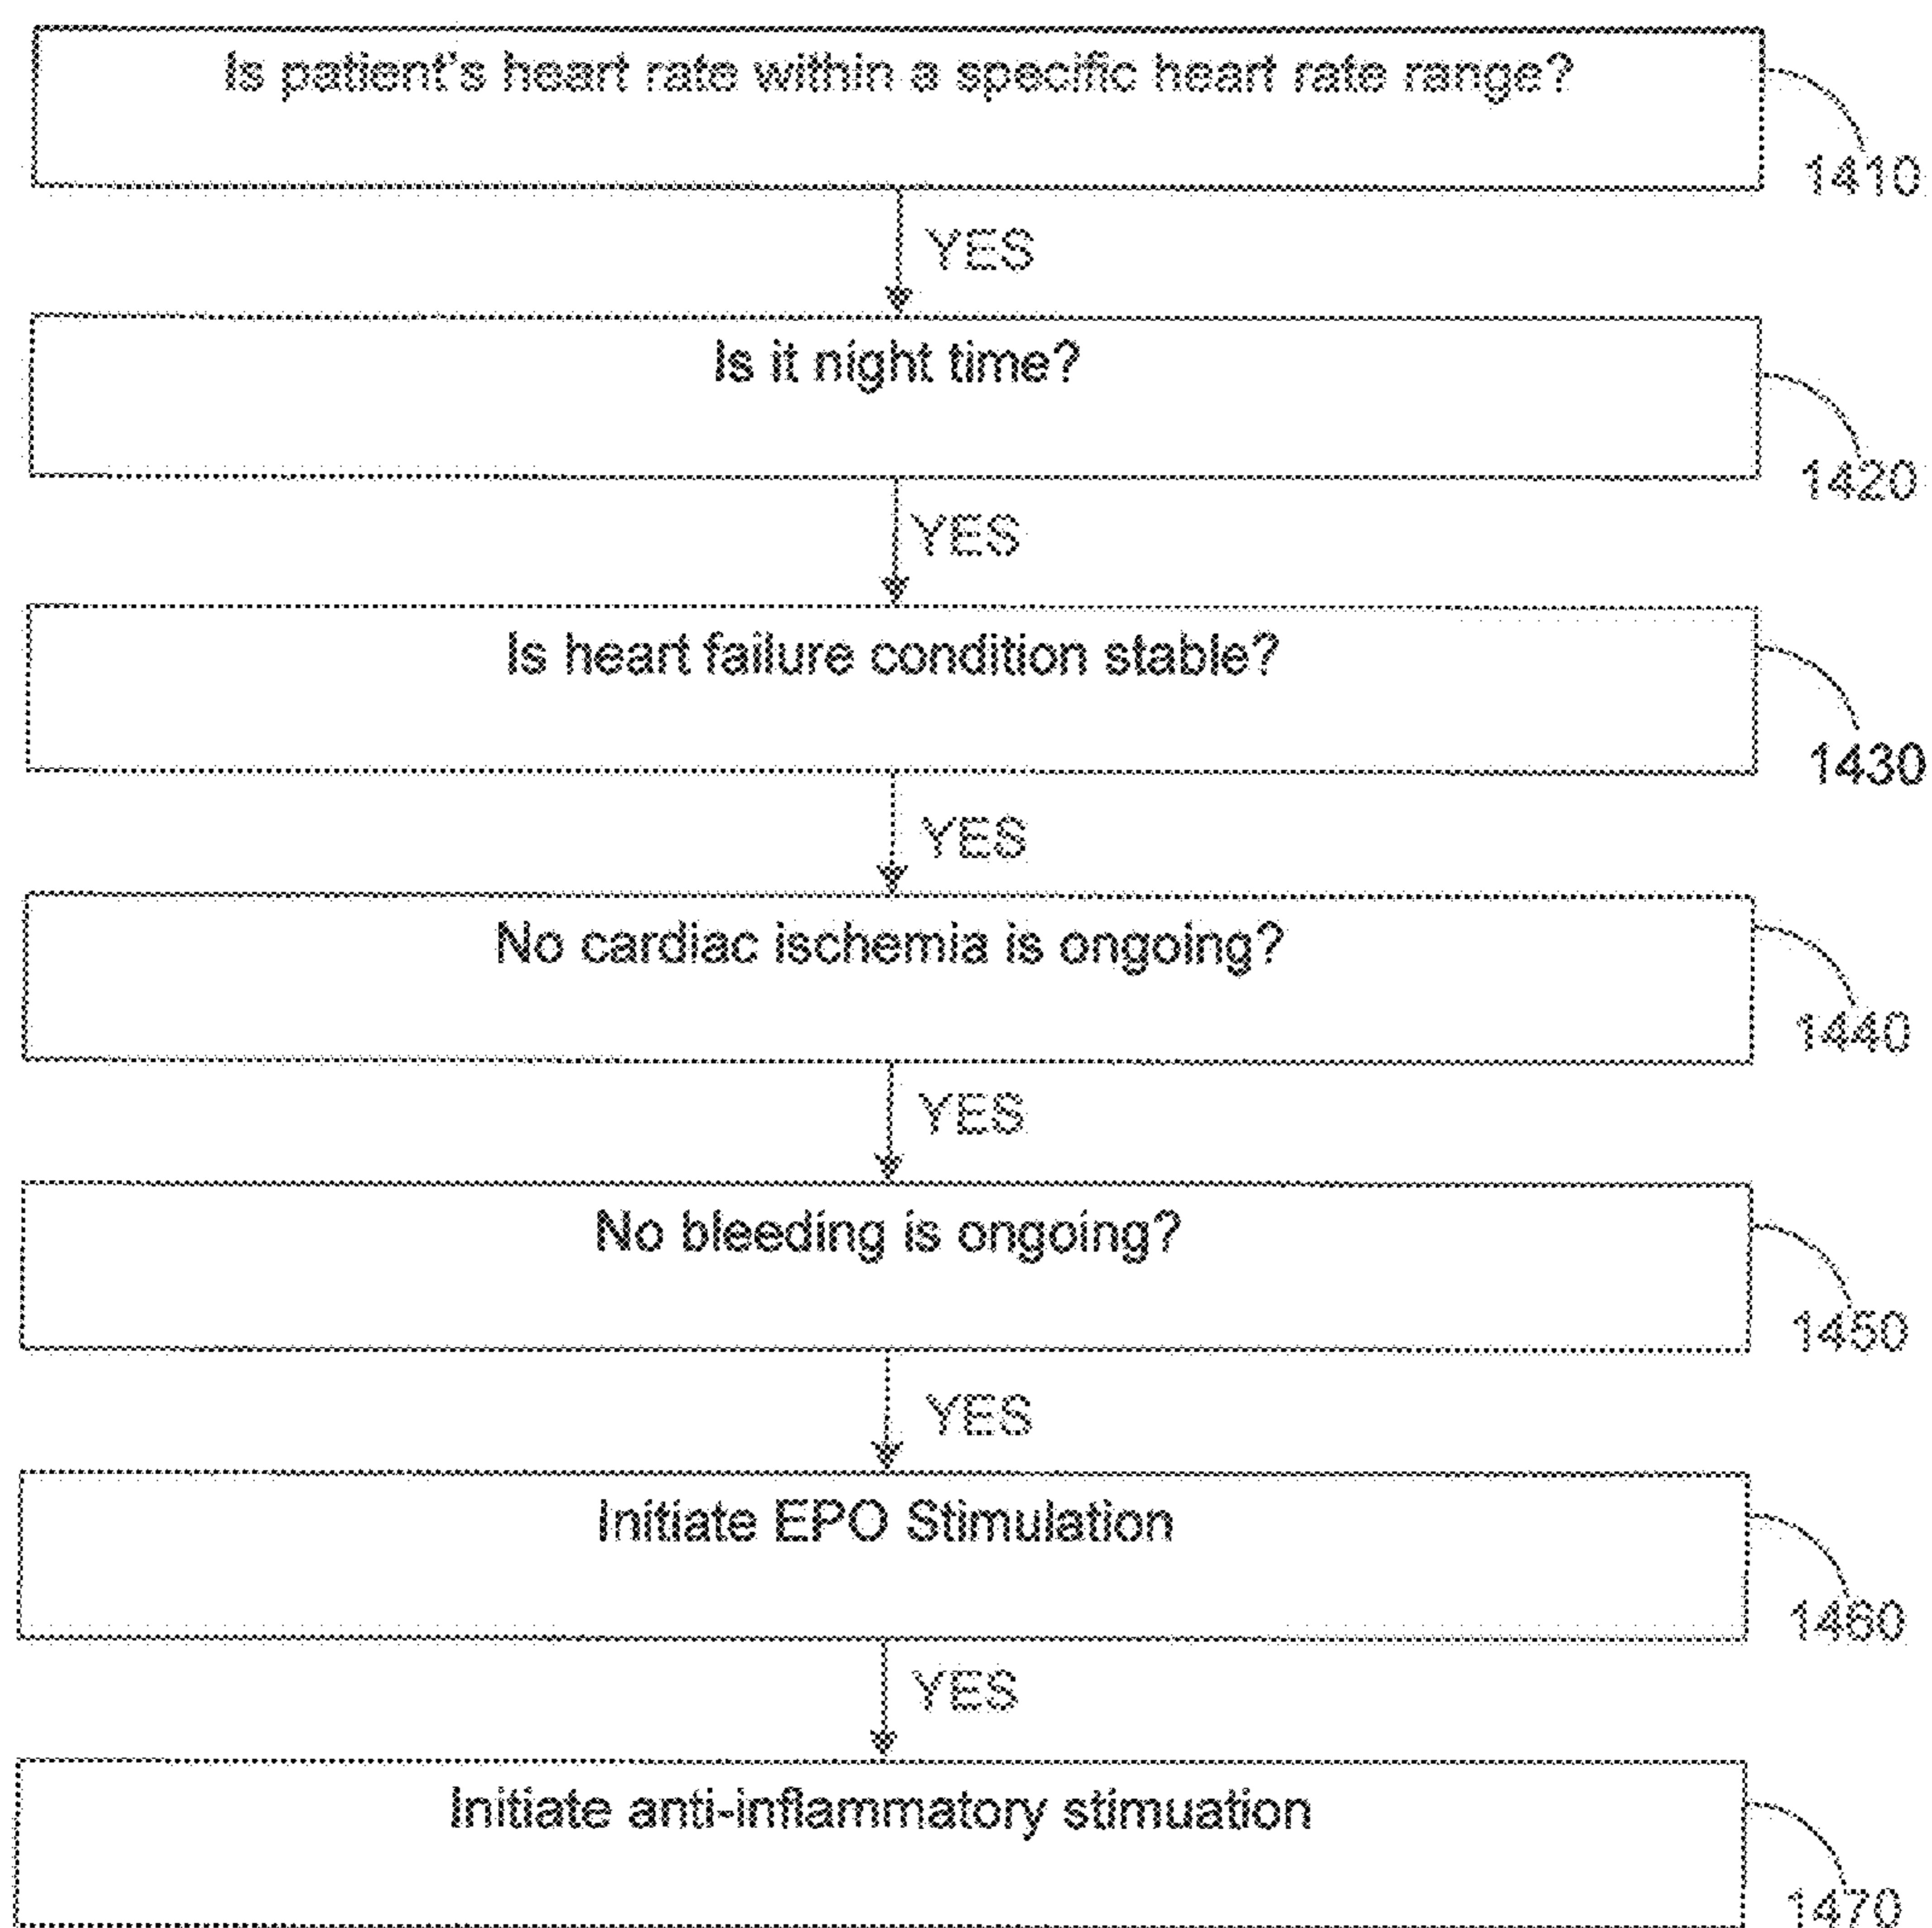 Is patient's heart rate within a specific heart rate range?
1410
YES
Is it night time?
1420
YES
Is heart failure condition stable?
1430
YES
No cardiac ischemia is ongoing?
1440
YES
No bleeding is ongoing?
1450
YES
Initiate EPO Stimulation
1460
YES
Initiate anti-inflammatory stimuation
1470